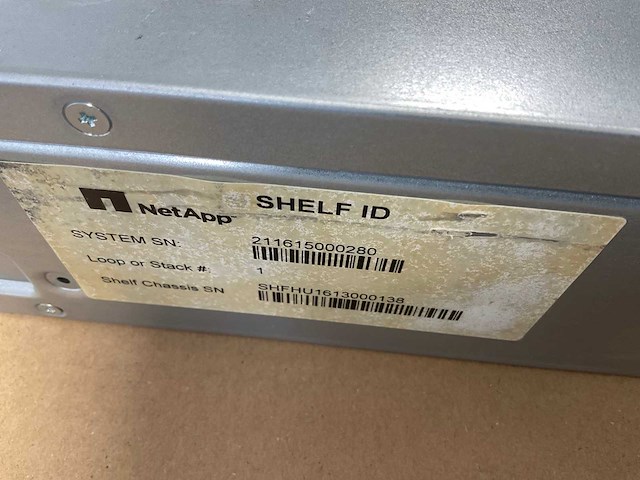 NetApp SHELF ID
SYSTEM SN: 211615000280
Loop or Stack # 1
Shelf Chassis SN SHFHU1613000138